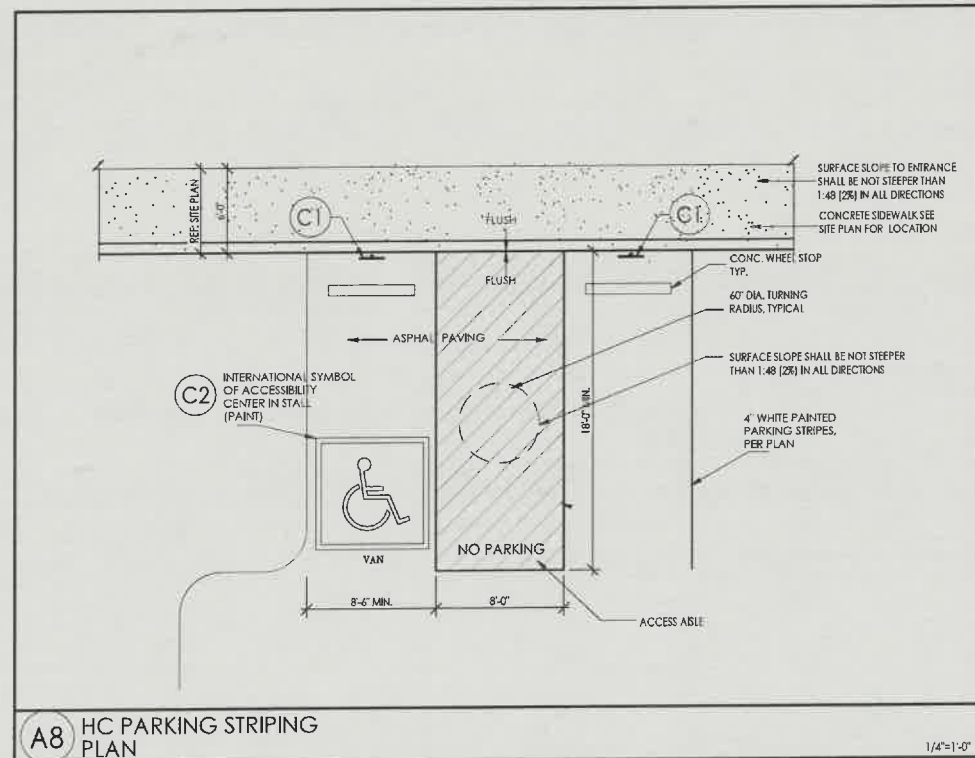 SURFACE SLOPE TO ENTRANCE
SHALL BE NOT STEEPER THAN
1:48 (2%) IN ALL DIRECTIONS
CONCRETE SIDEWALK SEE
SITE PLAN FOR LOCATION
REF. SITE PLAN
6'-0"
C1
FLUSH
C1
FLUSH
CONC. WHEEL STOP
TYP.
60" DIA. TURNING
RADIUS, TYPICAL
ASPHALT PAVING
SURFACE SLOPE SHALL BE NOT STEEPER
THAN 1:48 (2%) IN ALL DIRECTIONS
C2
INTERNATIONAL SYMBOL
OF ACCESSIBILITY
CENTER IN STALL
(PAINT)
18'-0" MIN.
4" WHITE PAINTED
PARKING STRIPES,
PER PLAN
VAN
NO PARKING
8'-6" MIN.
8'-0"
ACCESS AISLE
A8
HC PARKING STRIPING
PLAN
1/4"=1'-0"